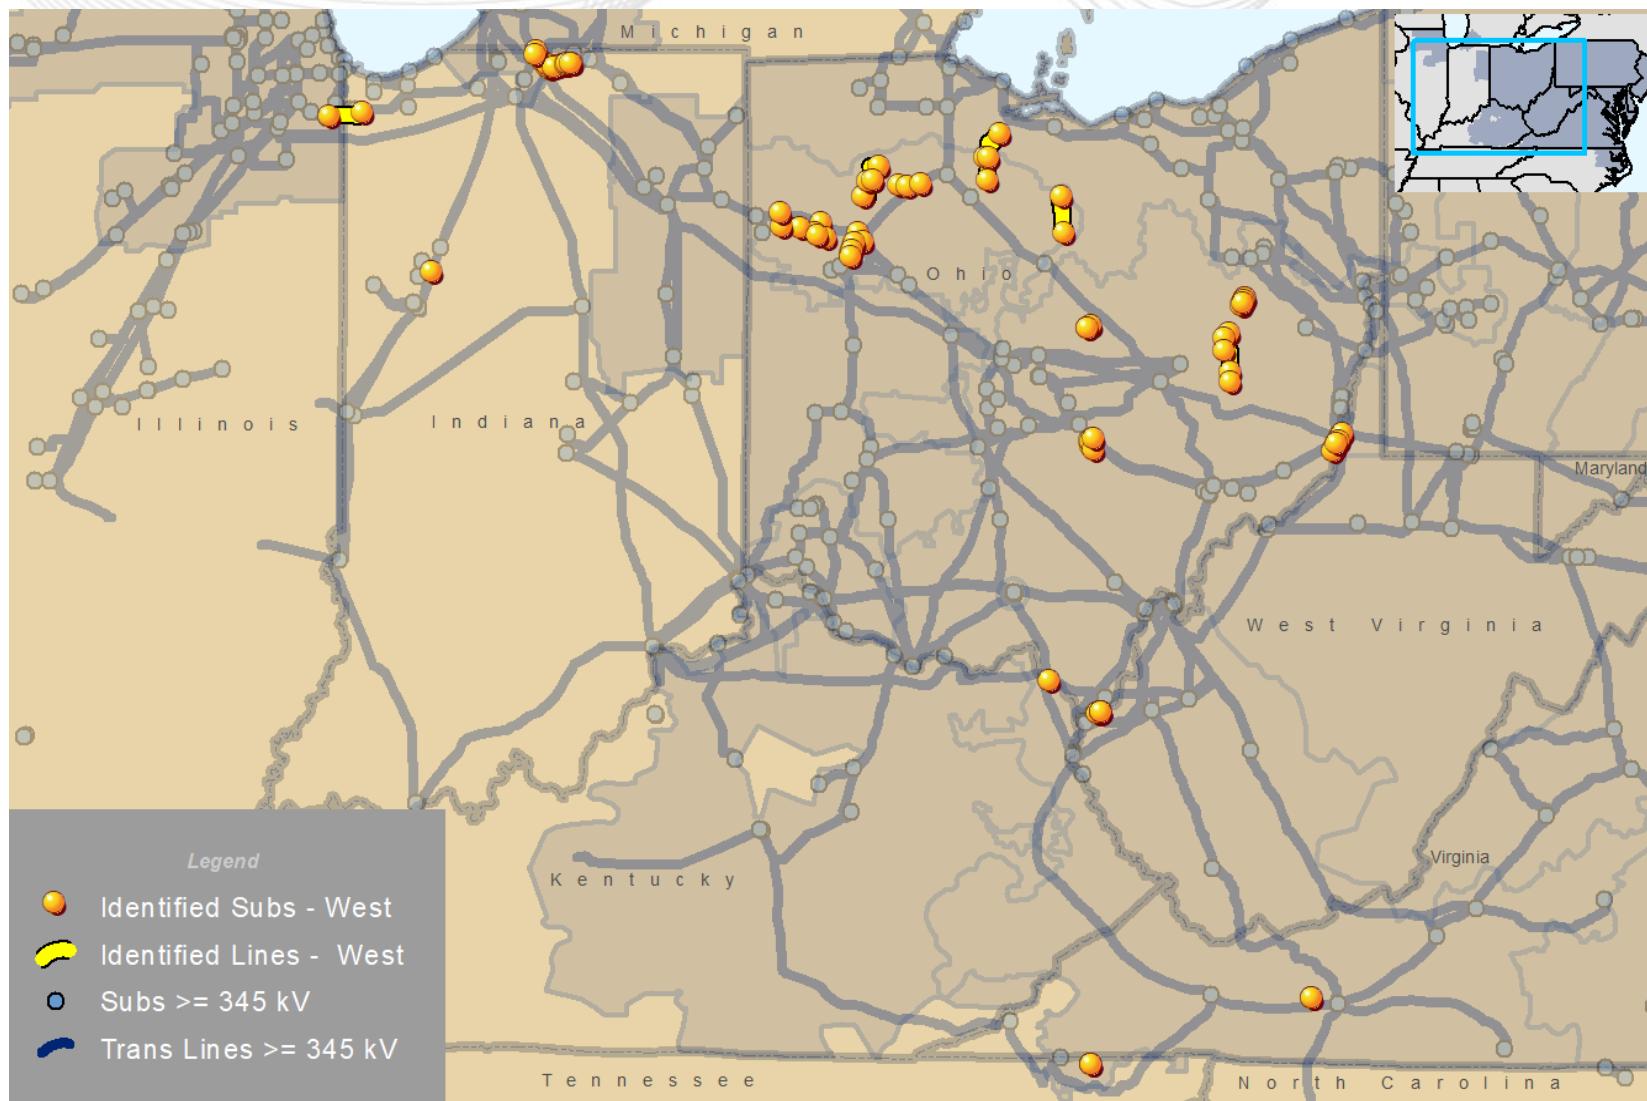 Michigan
Ohio
Illinois
Indiana
Maryland
West Virginia
Virginia
Kentucky
Legend
Identified Subs - West
Identified Lines - West
Subs >= 345 kV
Trans Lines >= 345 kV
Tennessee
North Carolina